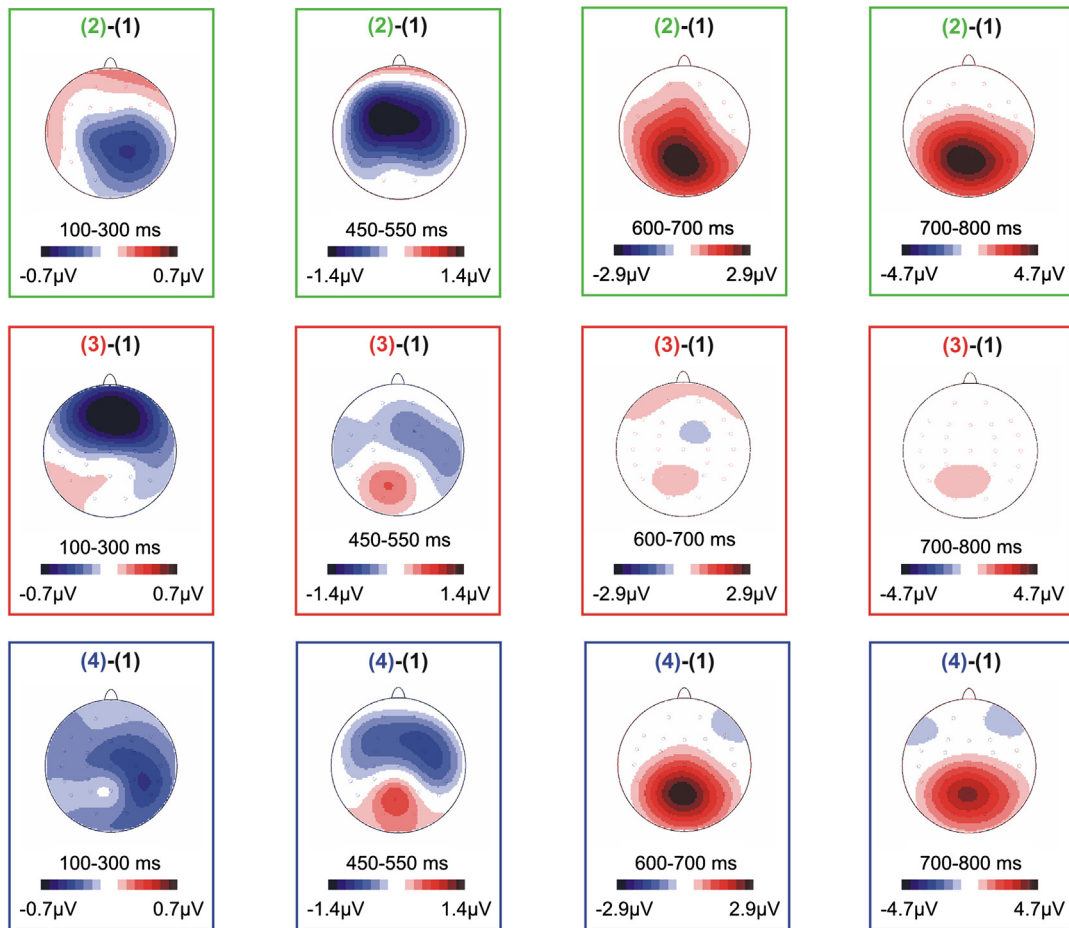 (2)-(1) (2)-(1) (2)-(1) (2)-(1)
100-300 ms 450-550 ms 600-700 ms 700-800 ms
-0.7µV 0.7µV -1.4µV 1.4µV -2.9µV 2.9µV -4.7µV 4.7µV
(3)-(1) (3)-(1) (3)-(1) (3)-(1)
100-300 ms 450-550 ms 600-700 ms 700-800 ms
-0.7µV 0.7µV -1.4µV 1.4µV -2.9µV 2.9µV -4.7µV 4.7µV
(4)-(1) (4)-(1) (4)-(1) (4)-(1)
100-300 ms 450-550 ms 600-700 ms 700-800 ms
-0.7µV 0.7µV -1.4µV 1.4µV -2.9µV 2.9µV -4.7µV 4.7µV